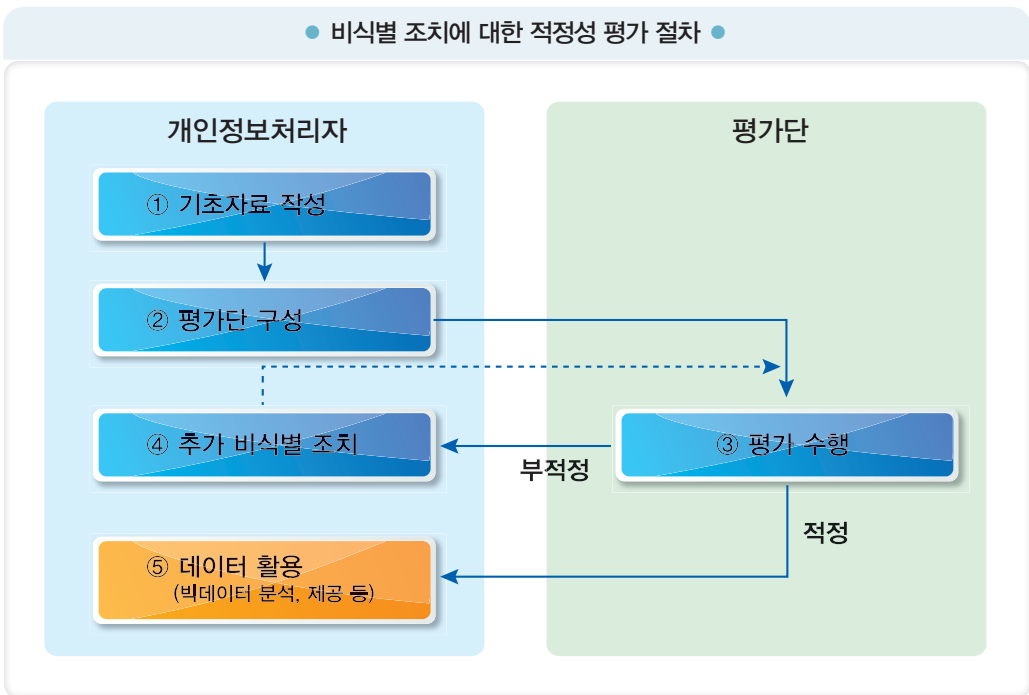 ● 비식별 조치에 대한 적정성 평가 절차 ●
개인정보처리자
평가단
① 기초자료 작성
② 평가단 구성
④ 추가 비식별 조치
③ 평가 수행
부적정
적정
⑤ 데이터 활용
(빅데이터 분석, 제공 등)